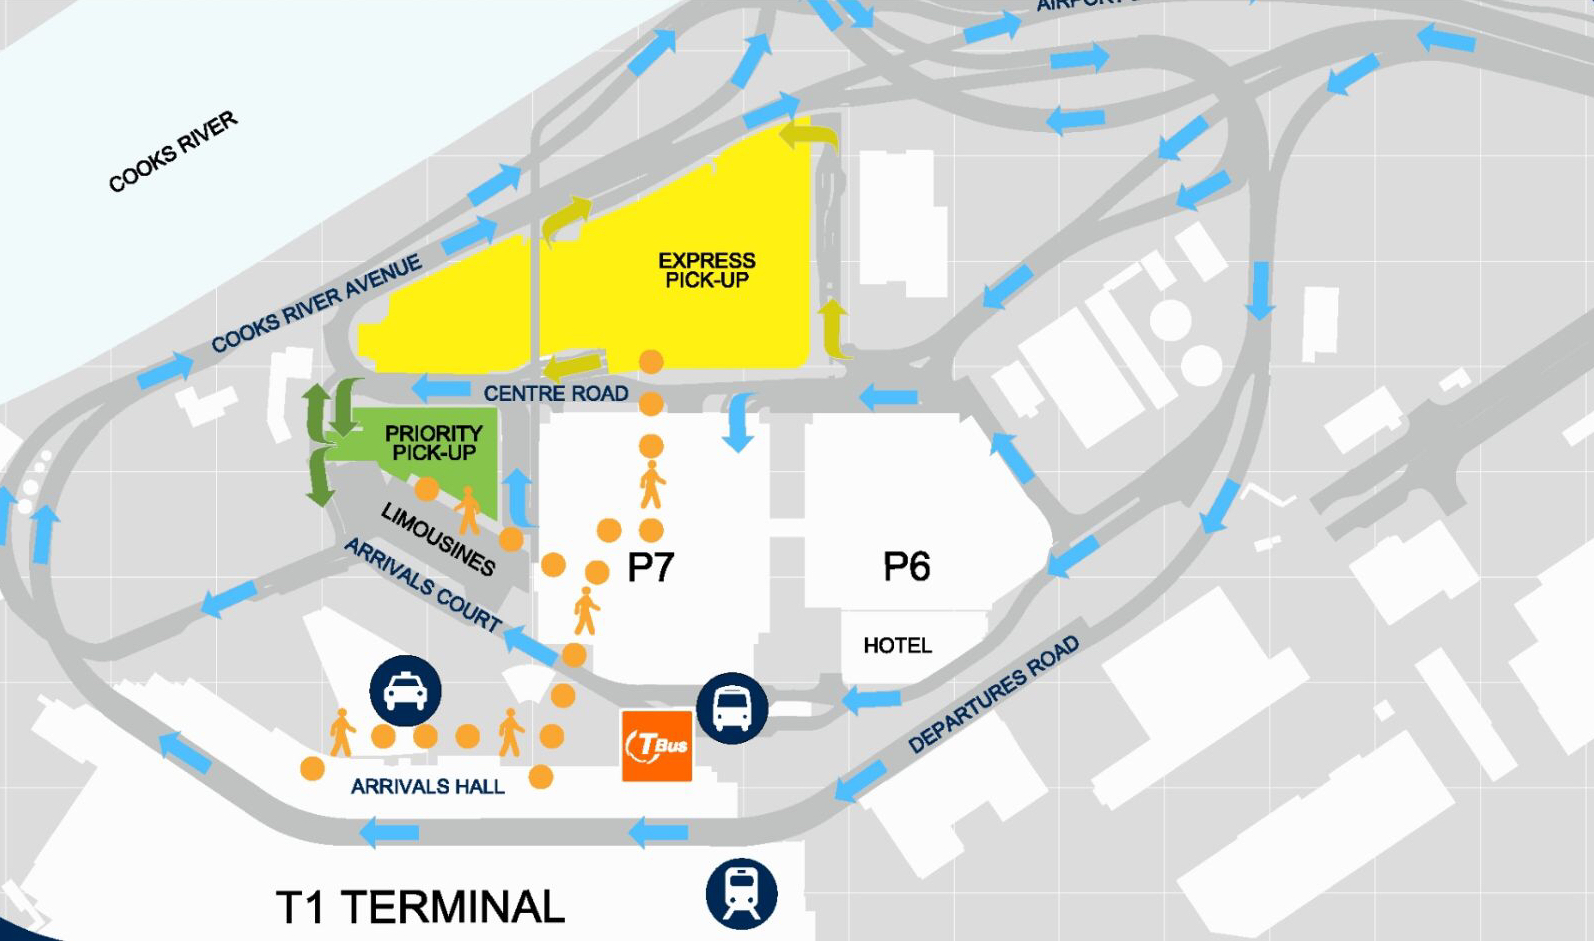 AIRPORT
COOKS RIVER
EXPRESS
PICK-UP
COOKS RIVER AVENUE
CENTRE ROAD
PRIORITY
PICK-UP
LIMOUSINES
ARRIVALS COURT
P7
P6
HOTEL
DEPARTURES ROAD
TBus
ARRIVALS HALL
T1 TERMINAL